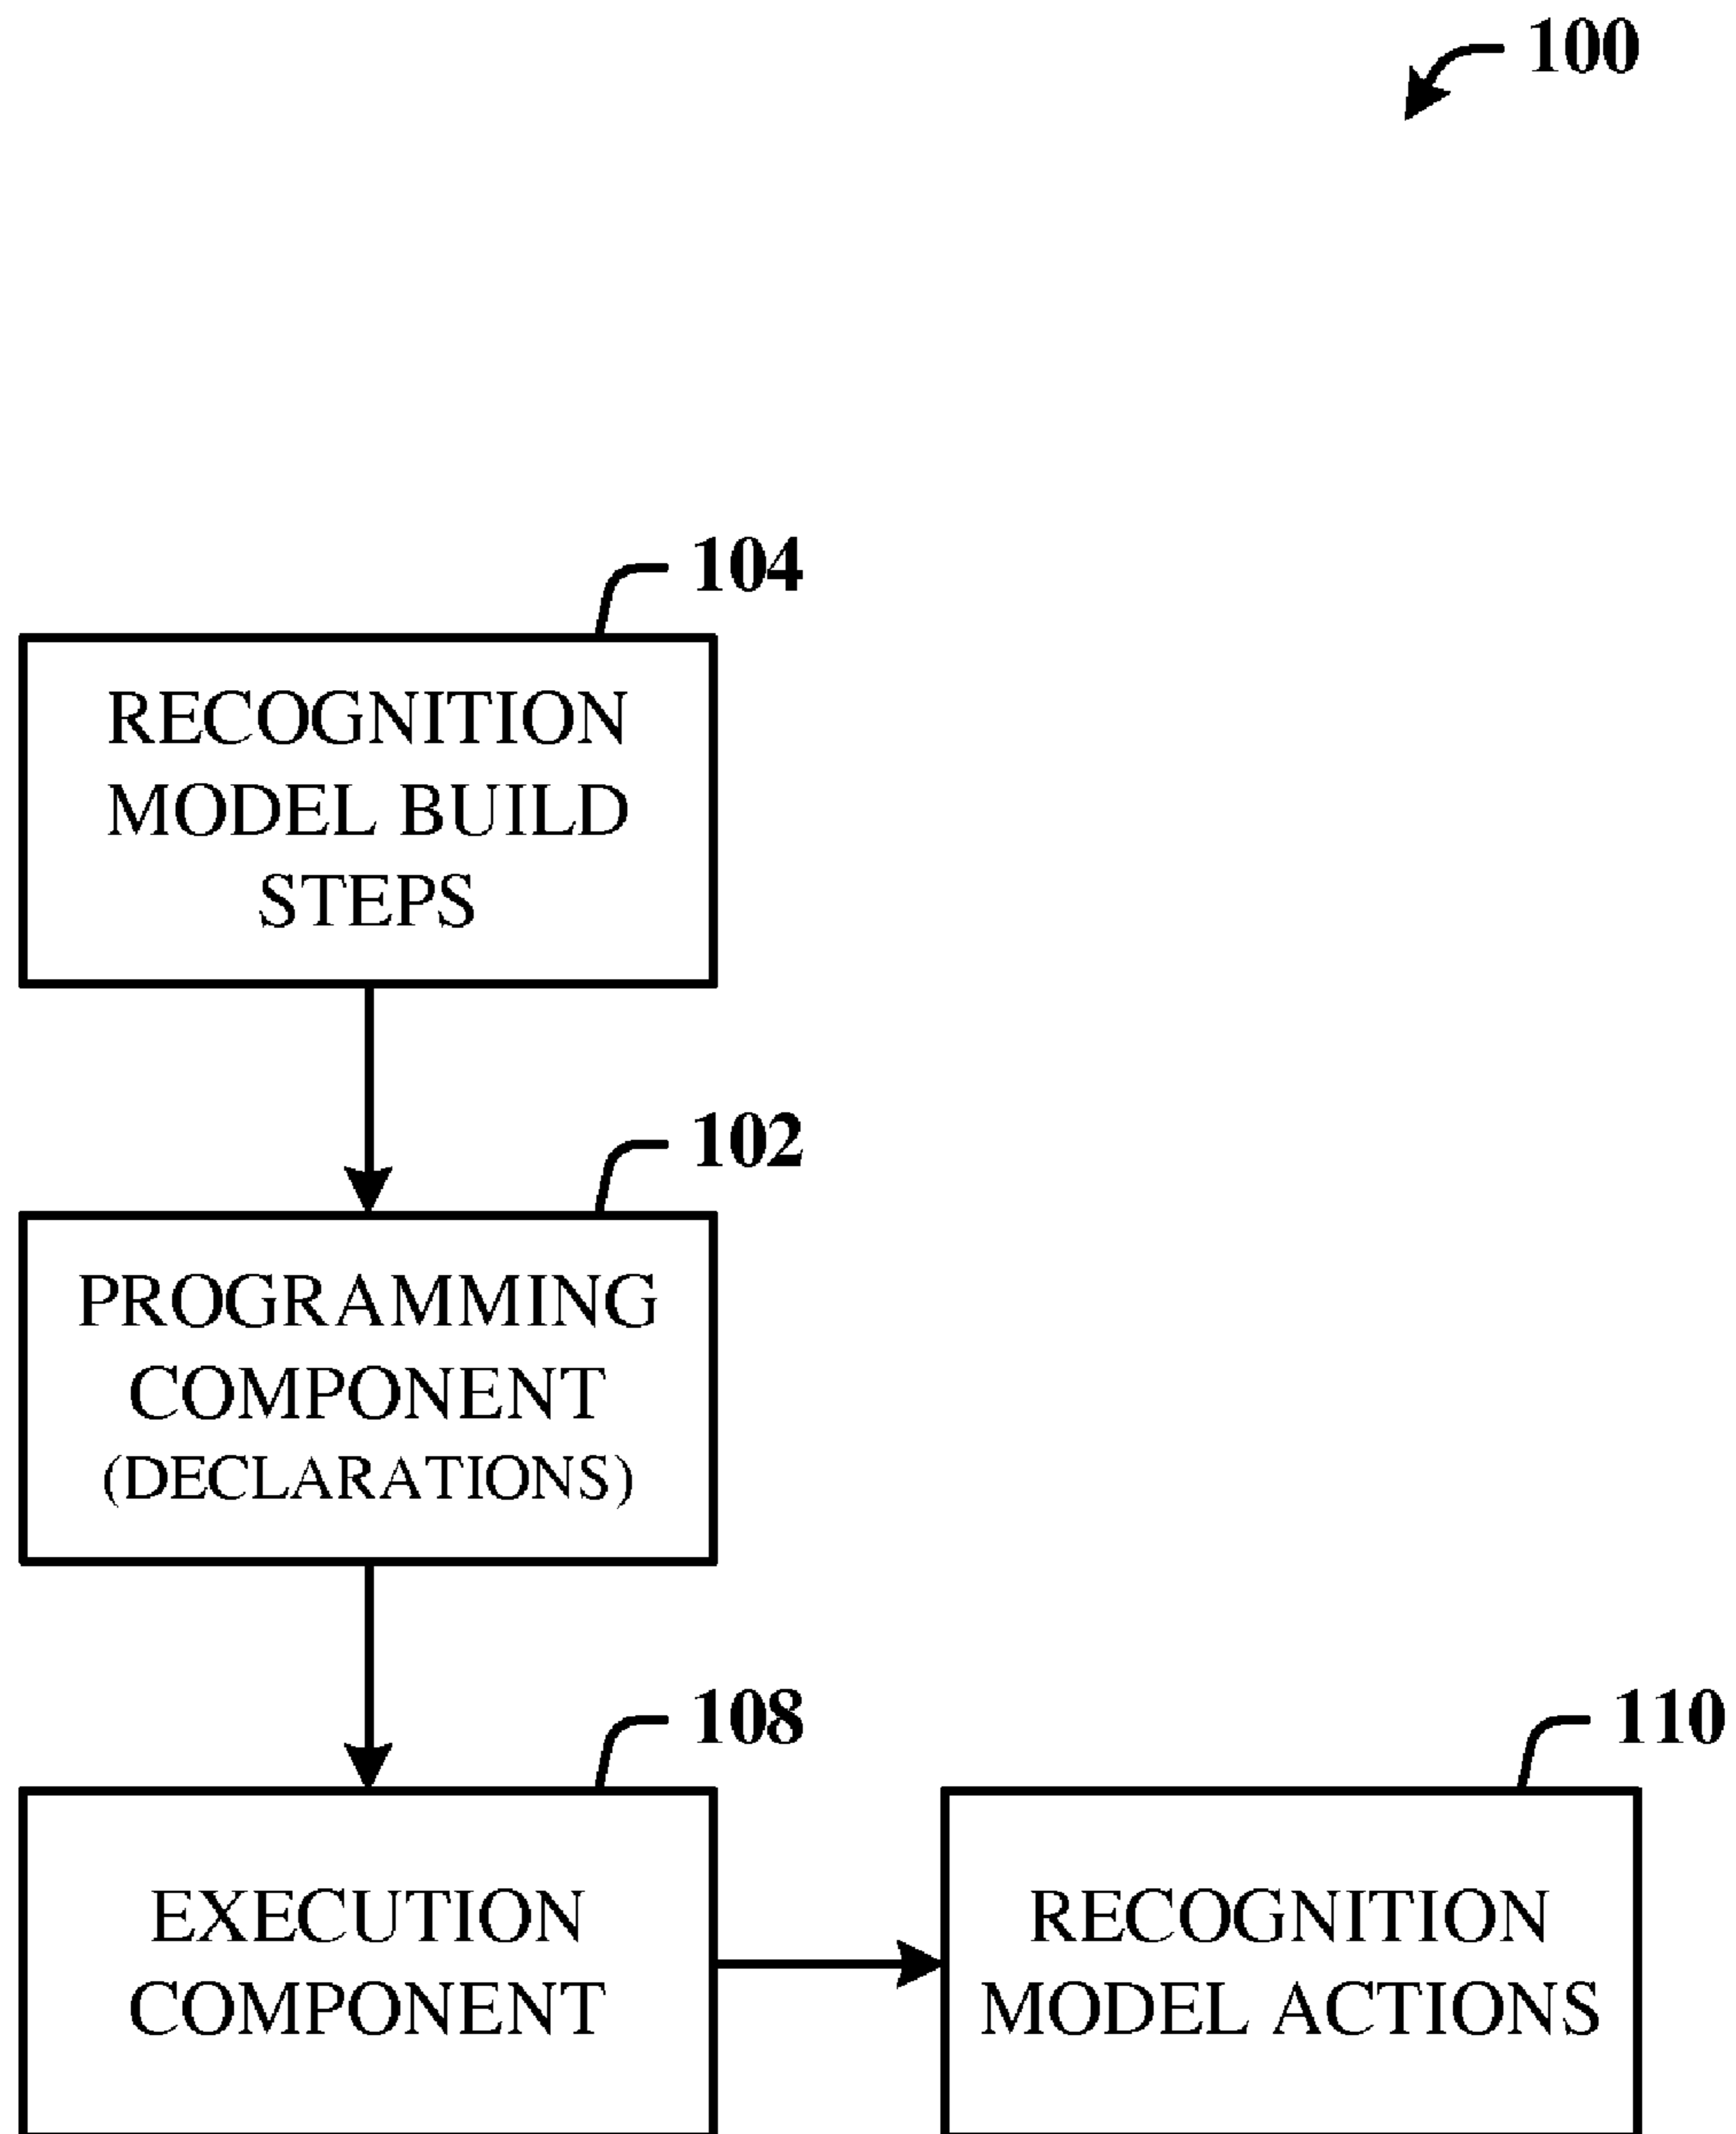 100
104
RECOGNITION
MODEL BUILD
STEPS
102
PROGRAMMING
COMPONENT
(DECLARATIONS)
108
EXECUTION
COMPONENT
110
RECOGNITION
MODEL ACTIONS